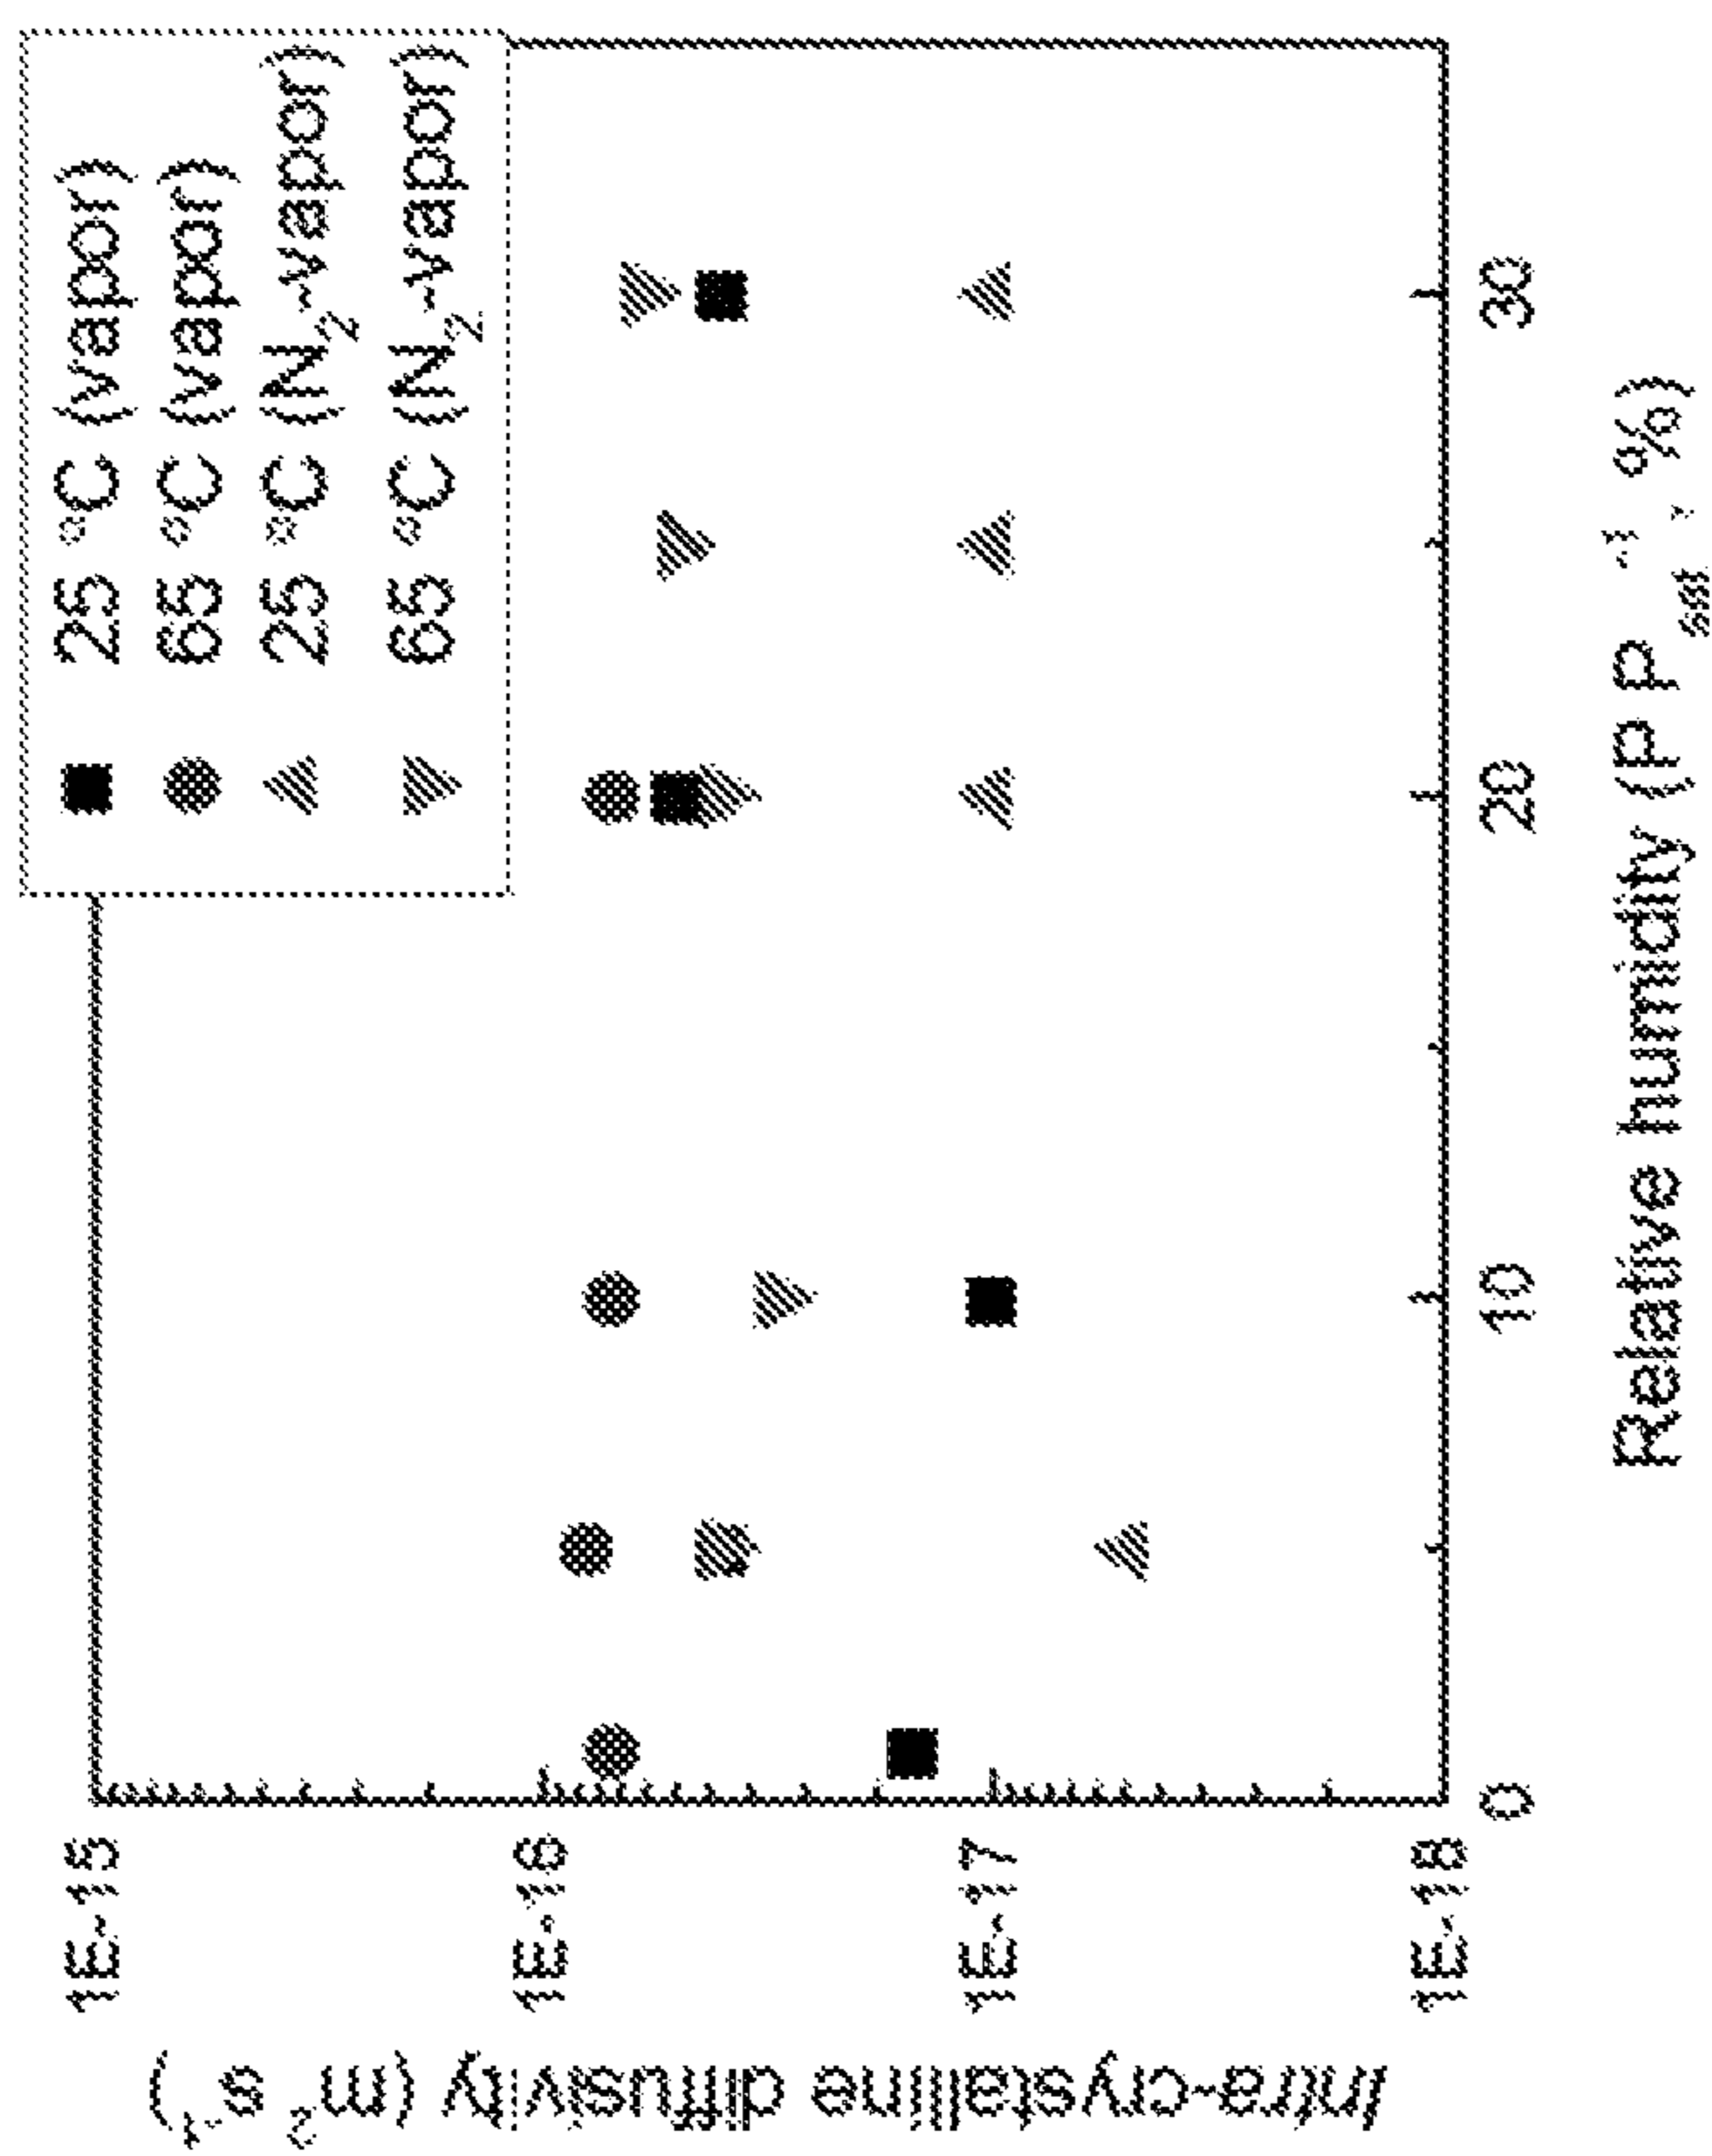 25 °C (vapor)
65 °C (vapor)
25 °C (N₂-vapor)
65 °C (N₂-vapor)
1E-15
1E-16
1E-17
1E-18
0
10
20
30
Intra-crystalline diffusivity (m² s⁻¹)
Relative humidity (P Psat⁻¹, %)